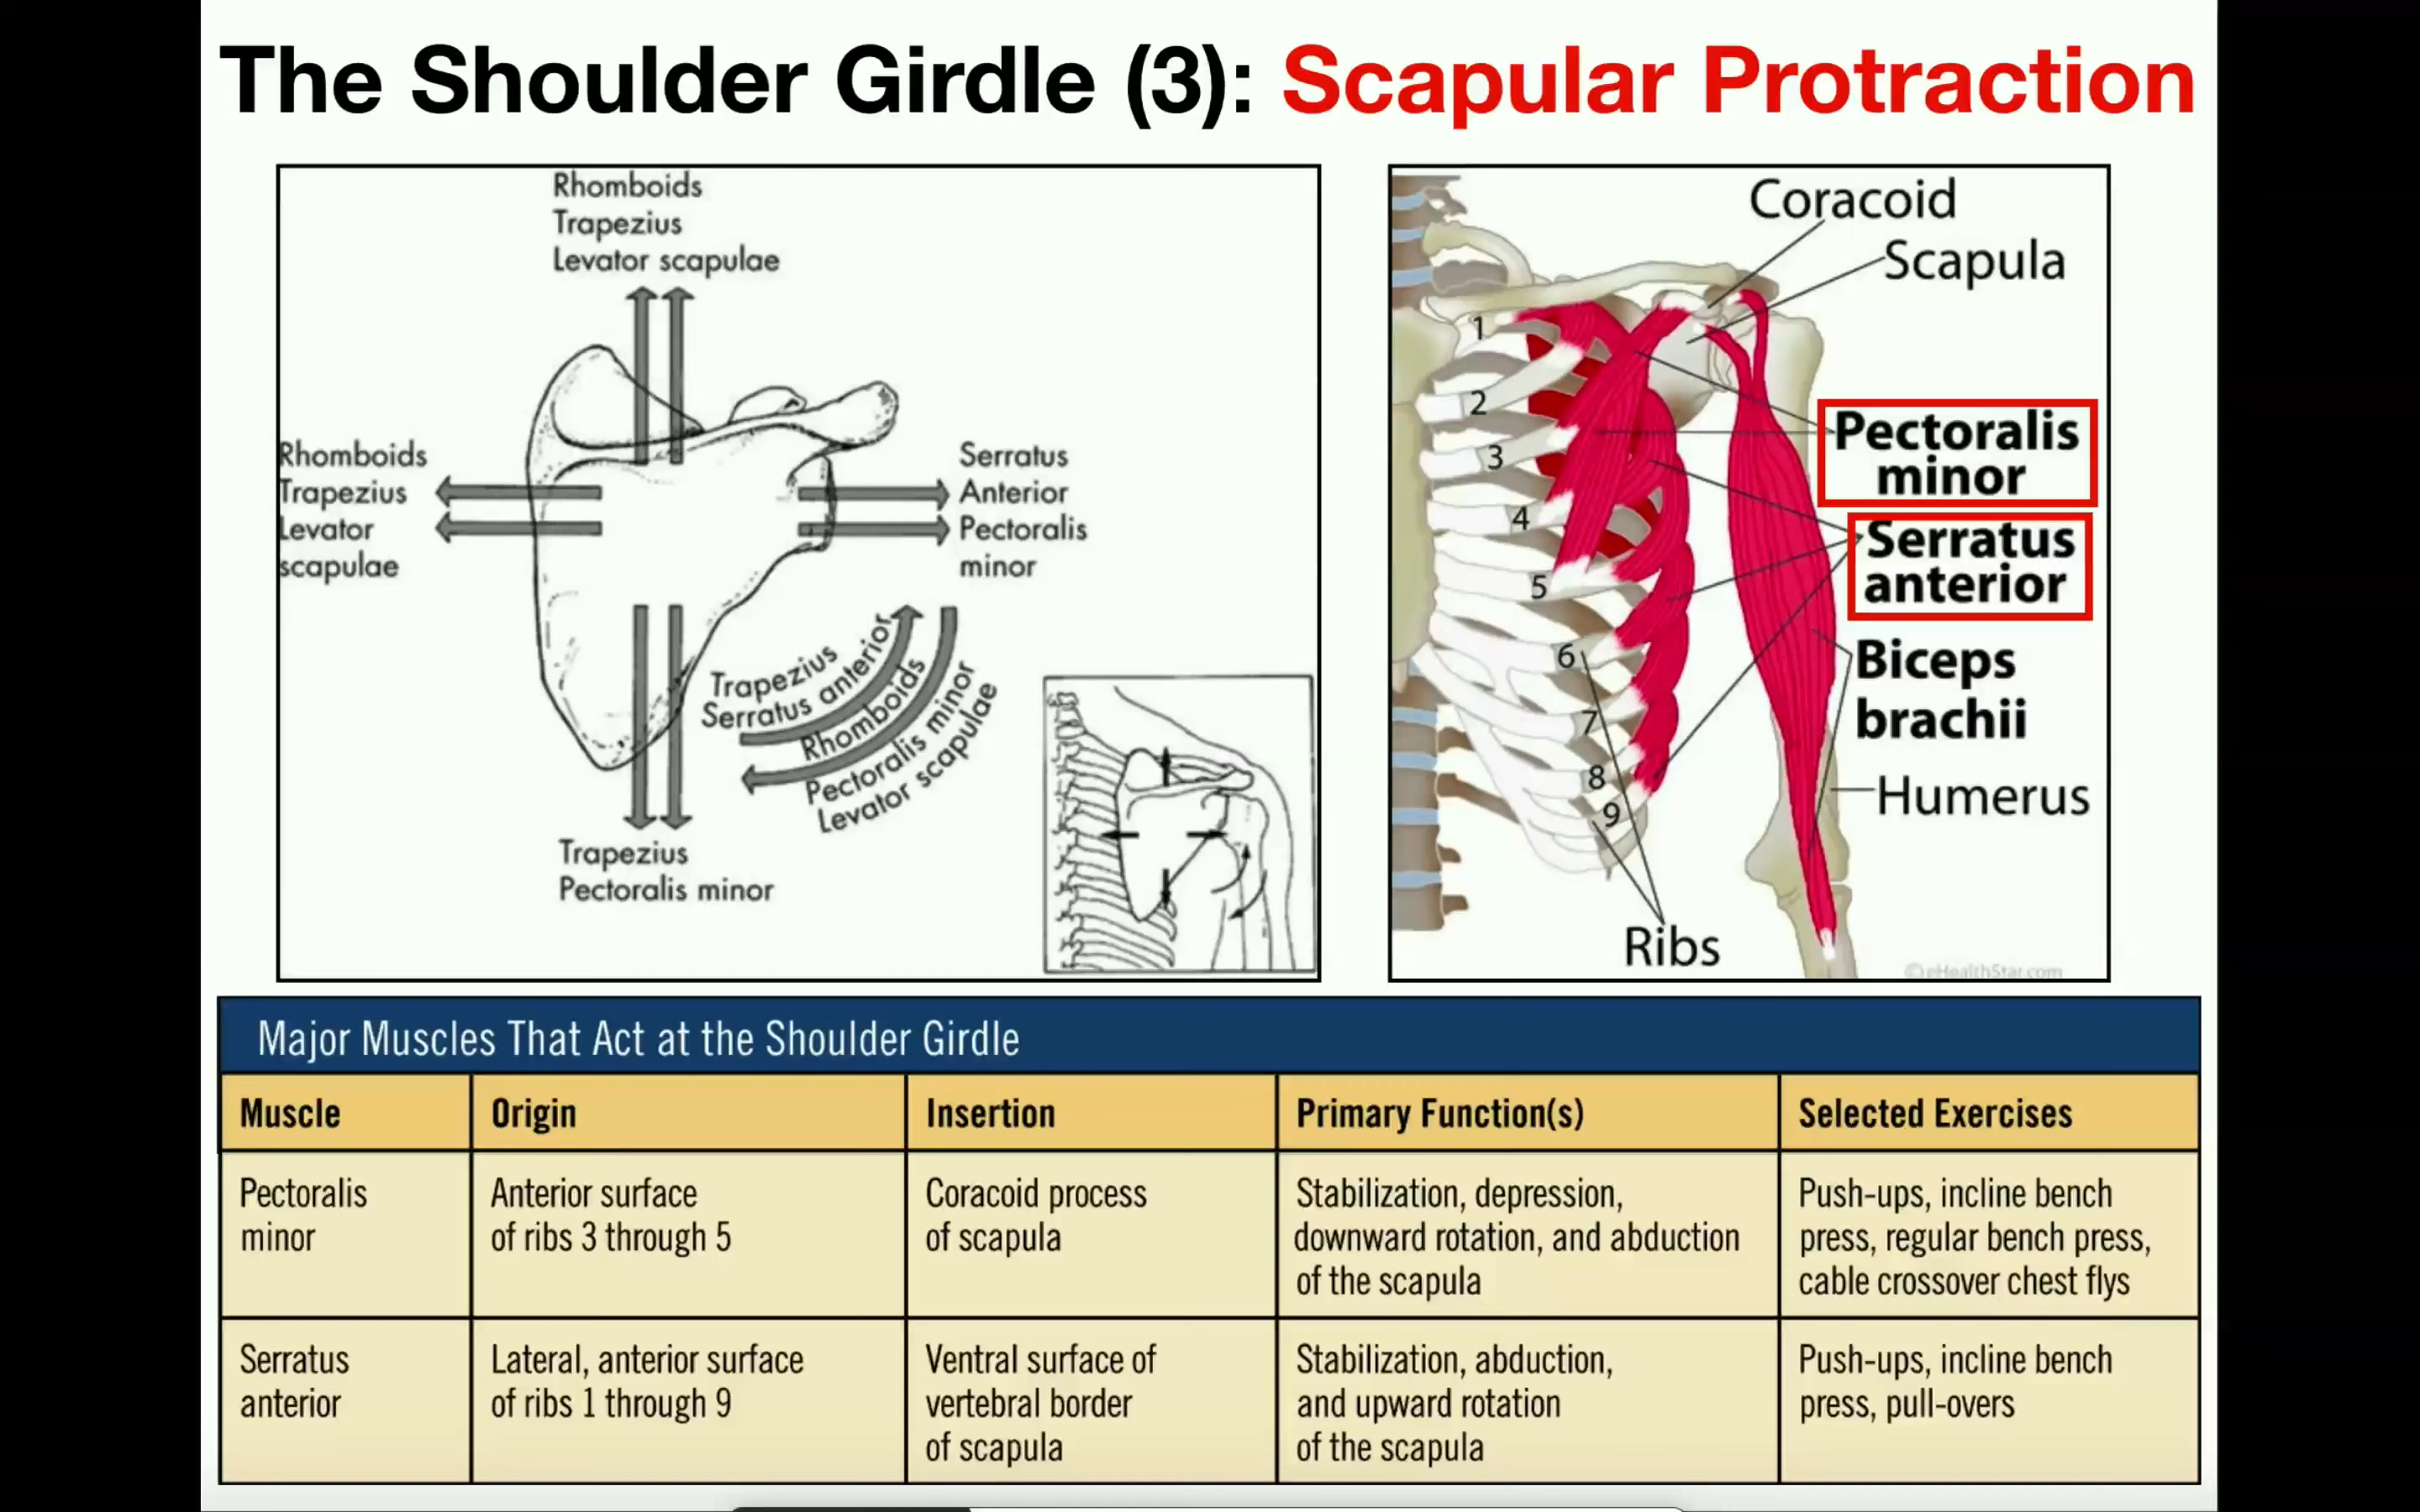 The Shoulder Girdle (3): Scapular Protraction
Rhomboids
Trapezius
Levator scapulae
Rhomboids
Trapezius
Levator
scapulae
Serratus
Anterior
Pectoralis
minor
Trapezius
Serratus anterior
Rhomboids
Pectoralis minor
Levator scapulae
Trapezius
Pectoralis minor
Coracoid
Scapula
1
2
3
4
5
6
7
8
9
Pectoralis
minor
Serratus
anterior
Biceps
brachii
Humerus
Ribs
©eHealthStar.com
Major Muscles That Act at the Shoulder Girdle
Muscle
Origin
Insertion
Primary Function(s)
Selected Exercises
Pectoralis
minor
Anterior surface
of ribs 3 through 5
Coracoid process
of scapula
Stabilization, depression,
downward rotation, and abduction
of the scapula
Push-ups, incline bench
press, regular bench press,
cable crossover chest flys
Serratus
anterior
Lateral, anterior surface
of ribs 1 through 9
Ventral surface of
vertebral border
of scapula
Stabilization, abduction,
and upward rotation
of the scapula
Push-ups, incline bench
press, pull-overs